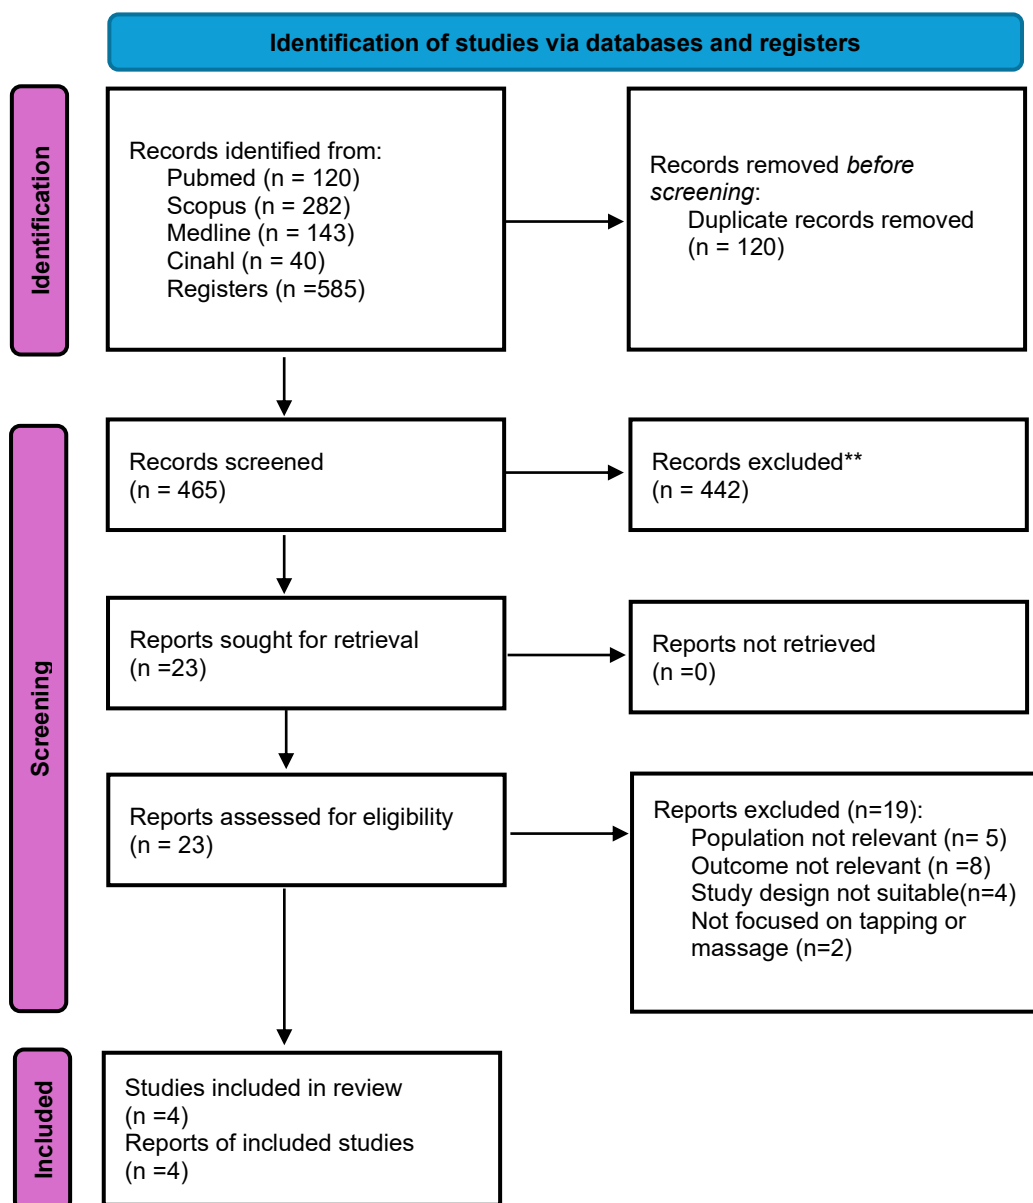 Identification of studies via databases and registers
Identification
Records identified from:
Pubmed (n = 120)
Scopus (n = 282)
Medline (n = 143)
Cinahl (n = 40)
Registers (n =585)
Records removed before
screening:
Duplicate records removed
(n = 120)
Screening
Records screened
(n = 465)
Records excluded**
(n = 442)
Reports sought for retrieval
(n =23)
Reports not retrieved
(n =0)
Reports assessed for eligibility
(n = 23)
Reports excluded (n=19):
Population not relevant (n= 5)
Outcome not relevant (n =8)
Study design not suitable(n=4)
Not focused on tapping or
massage (n=2)
Included
Studies included in review
(n =4)
Reports of included studies
(n =4)